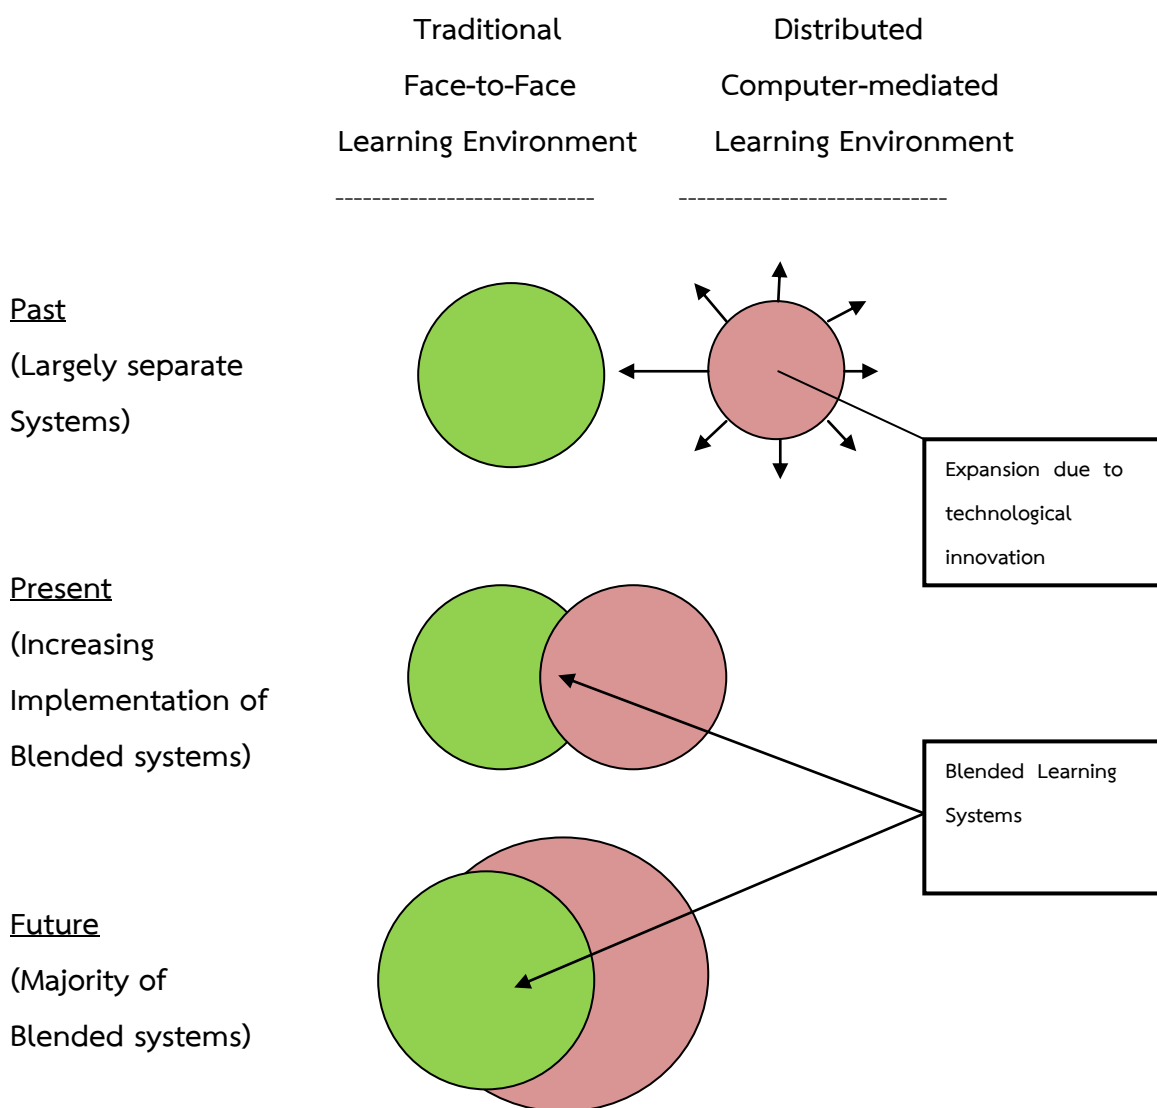 Traditional
Face-to-Face
Learning Environment
---------------------------
Distributed
Computer-mediated
Learning Environment
----------------------------
Past
(Largely separate
Systems)
Expansion due to
technological
innovation
Present
(Increasing
Implementation of
Blended systems)
Blended Learning
Systems
Future
(Majority of
Blended systems)